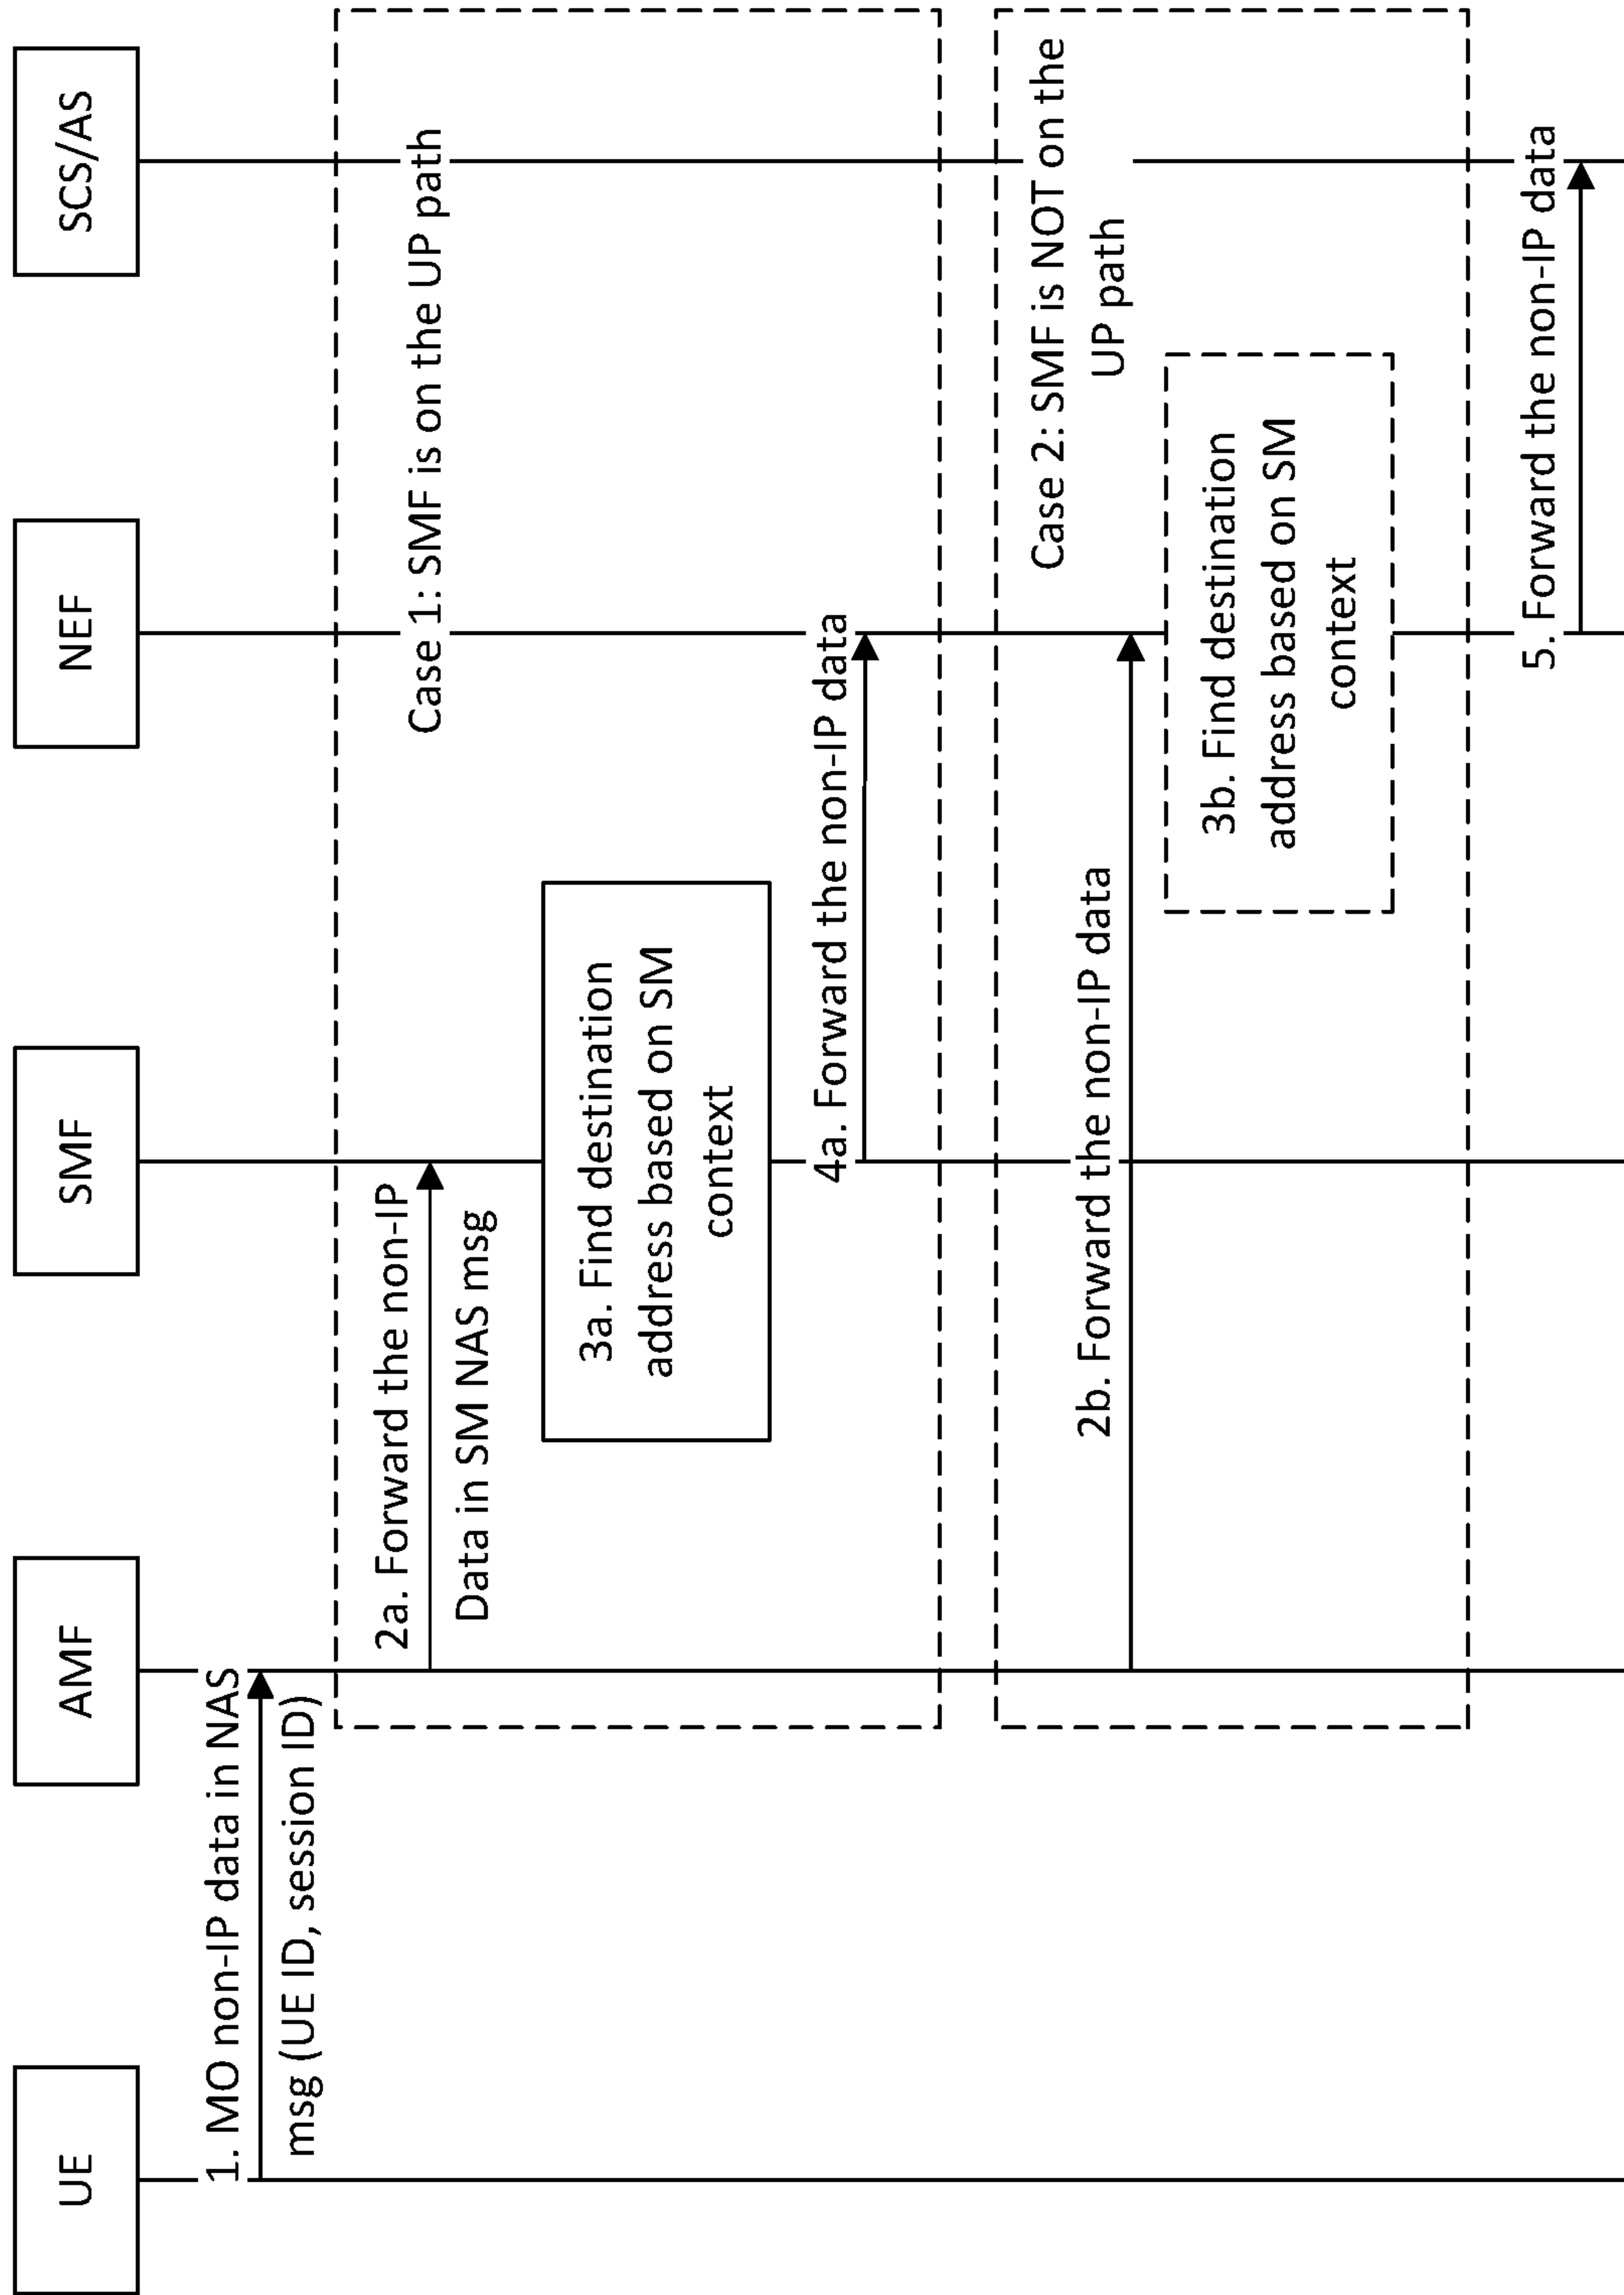 UE
AMF
SMF
NEF
SCS/AS
1. MO non-IP data in NAS
msg (UE ID, session ID)
Case 1: SMF is on the UP path
2a. Forward the non-IP
Data in SM NAS msg
3a. Find destination
address based on SM
context
4a. Forward the non-IP data
Case 2: SMF is NOT on the
UP path
2b. Forward the non-IP data
3b. Find destination
address based on SM
context
5. Forward the non-IP data